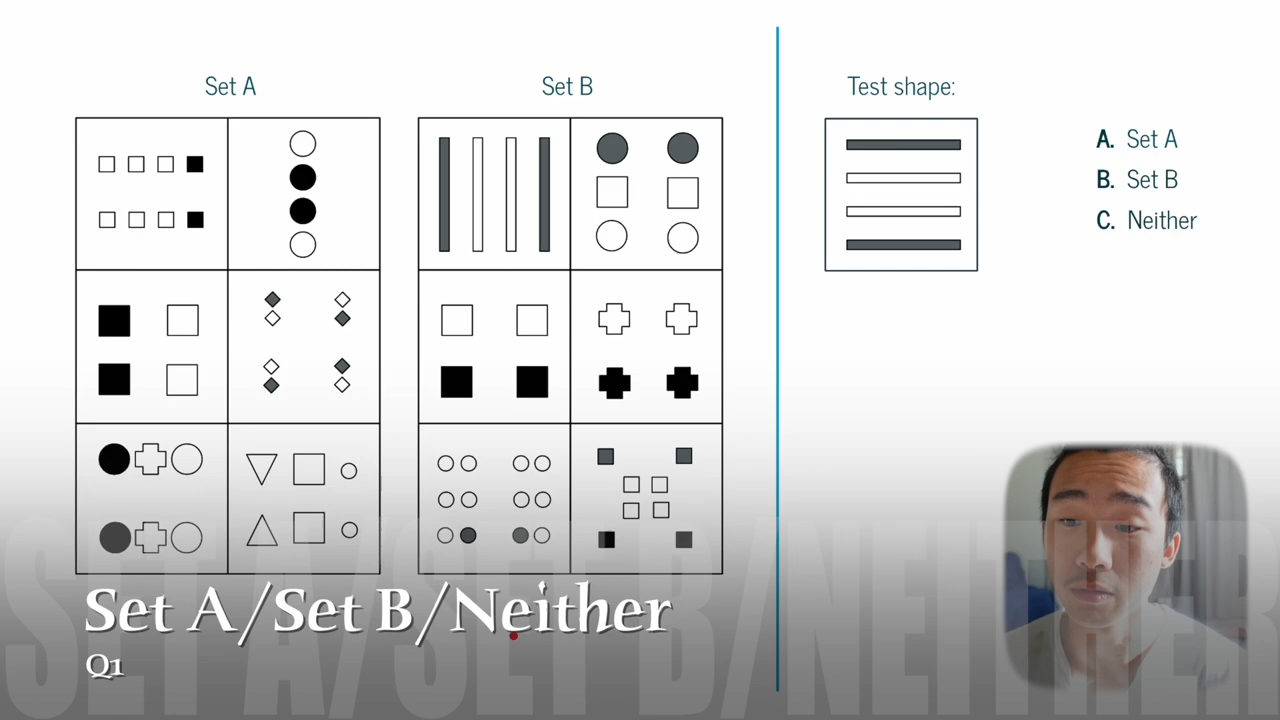 Set A
Set B
Test shape:
A. Set A
B. Set B
C. Neither
SET A/SET B/NEITHER
Set A/Set B/Neither
Q1